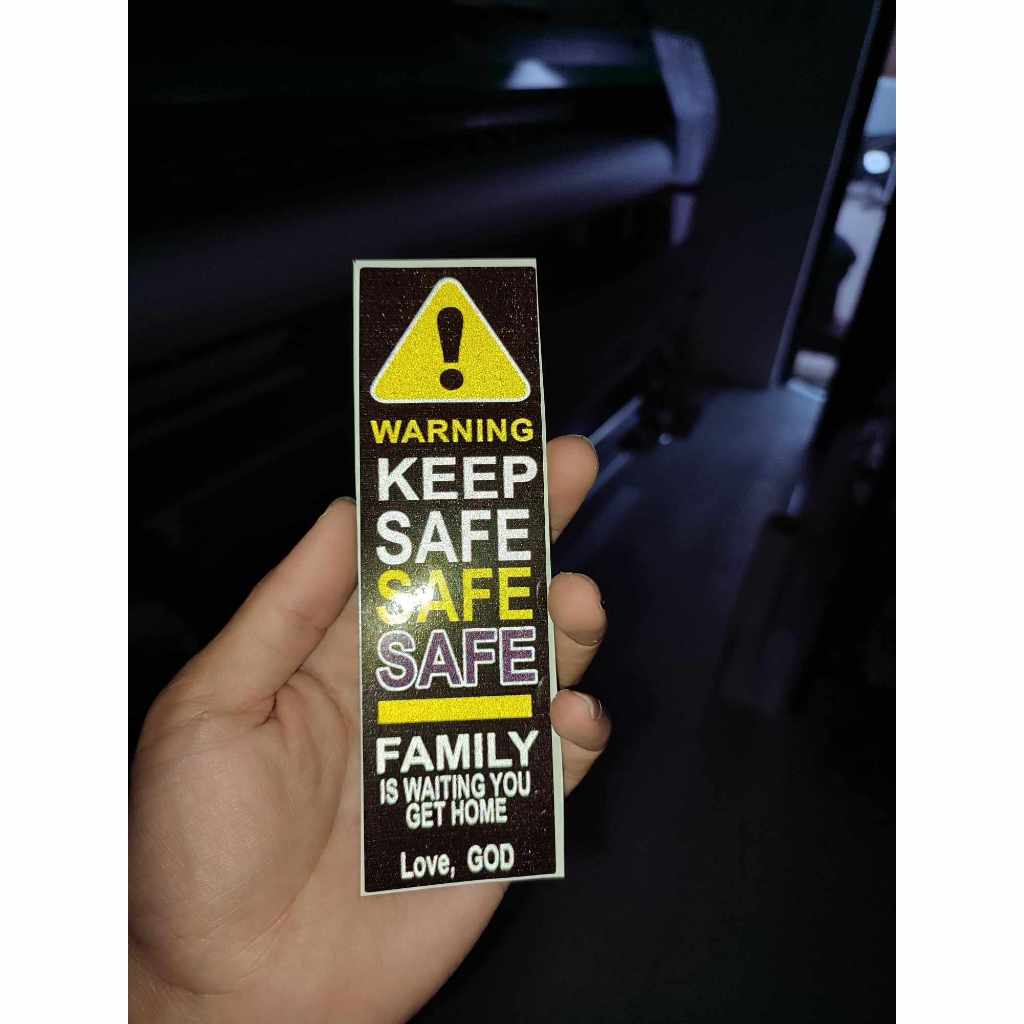 !
WARNING
KEEP
SAFE
SAFE
SAFE
FAMILY
IS WAITING YOU
GET HOME
Love, GOD